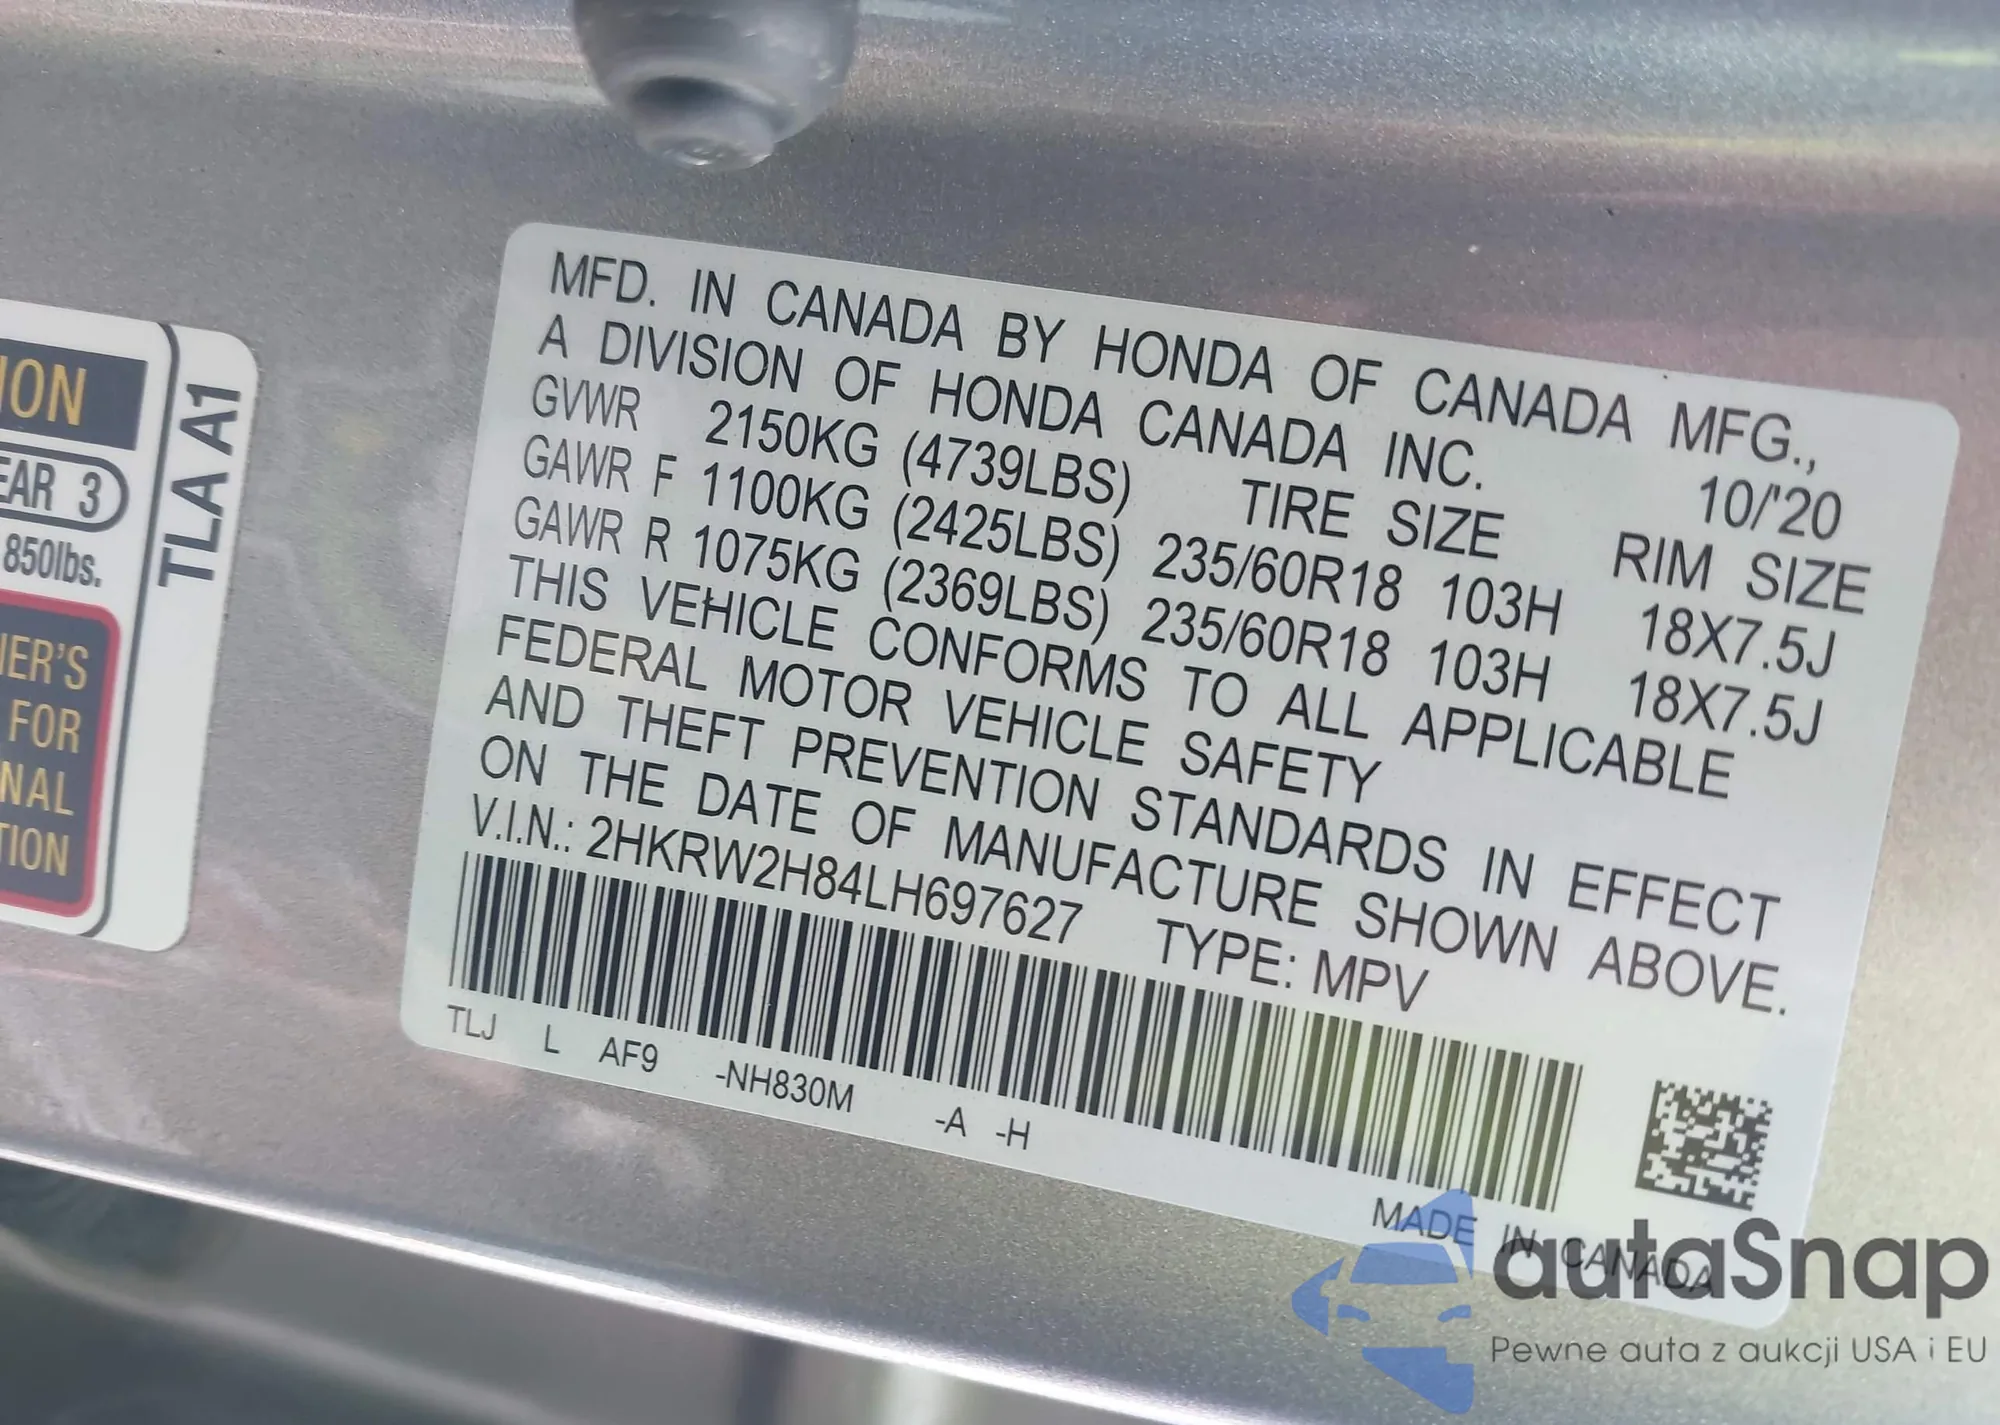 ION
EAR 3
850lbs.
NER'S
FOR
NAL
TION
TLA A1
MFD. IN CANADA BY HONDA OF CANADA MFG.,
A DIVISION OF HONDA CANADA INC. 10/'20
GVWR 2150KG (4739LBS) TIRE SIZE RIM SIZE
GAWR F 1100KG (2425LBS) 235/60R18 103H 18X7.5J
GAWR R 1075KG (2369LBS) 235/60R18 103H 18X7.5J
THIS VEHICLE CONFORMS TO ALL APPLICABLE
FEDERAL MOTOR VEHICLE SAFETY
AND THEFT PREVENTION STANDARDS IN EFFECT
ON THE DATE OF MANUFACTURE SHOWN ABOVE.
V.I.N.: 2HKRW2H84LH697627 TYPE: MPV
TLJ L AF9 -NH830M -A -H
MADE IN CANADA
autaSnap
Pewne auta z aukcji USA i EU